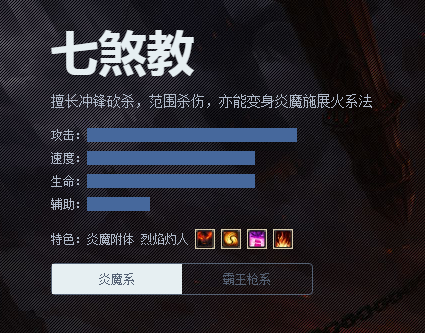 七煞教
擅长冲锋砍杀，范围杀伤，亦能变身炎魔施展火系法
攻击：
速度：
生命：
辅助：
特色：炎魔附体 烈焰灼人
炎魔系 霸王枪系